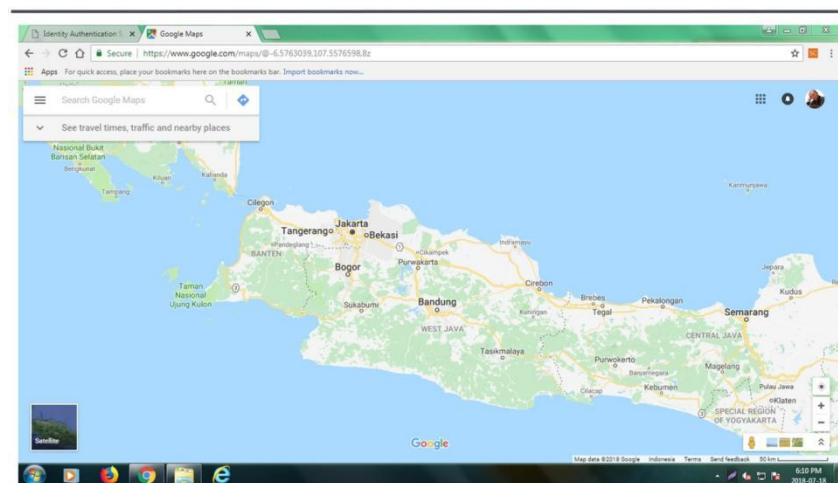 Identity Authentication S
Google Maps
Secure
https://www.google.com/maps/@-6.5763039,107.5576598,8z
Apps
For quick access, place your bookmarks here on the bookmarks bar.
Import bookmarks now...
Search Google Maps
See travel times, traffic and nearby places
Nasional Bukit
Barisan Selatan
Bengkunat
Kiluan
Kalianda
Tampang
Karimunjawa
Cilegon
Jakarta
Tangerang
Bekasi
Pandeglang
BANTEN
Cikampek
Indramayu
Purwakarta
Bogor
Jepara
Taman
Nasional
Ujung Kulon
Cirebon
Kudus
Sukabumi
Bandung
Brebes
Tegal
Pekalongan
Semarang
Kuningan
WEST JAVA
CENTRAL JAVA
Tasikmalaya
Purwokerto
Magelang
Banjarnegara
Cilacap
Kebumen
Pulau Jawa
Klaten
SPECIAL REGION
OF YOGYAKARTA
Satellite
Google
Map data ©2018 Google
Indonesia
Terms
Send feedback
50 km
6:10 PM
2018-07-18